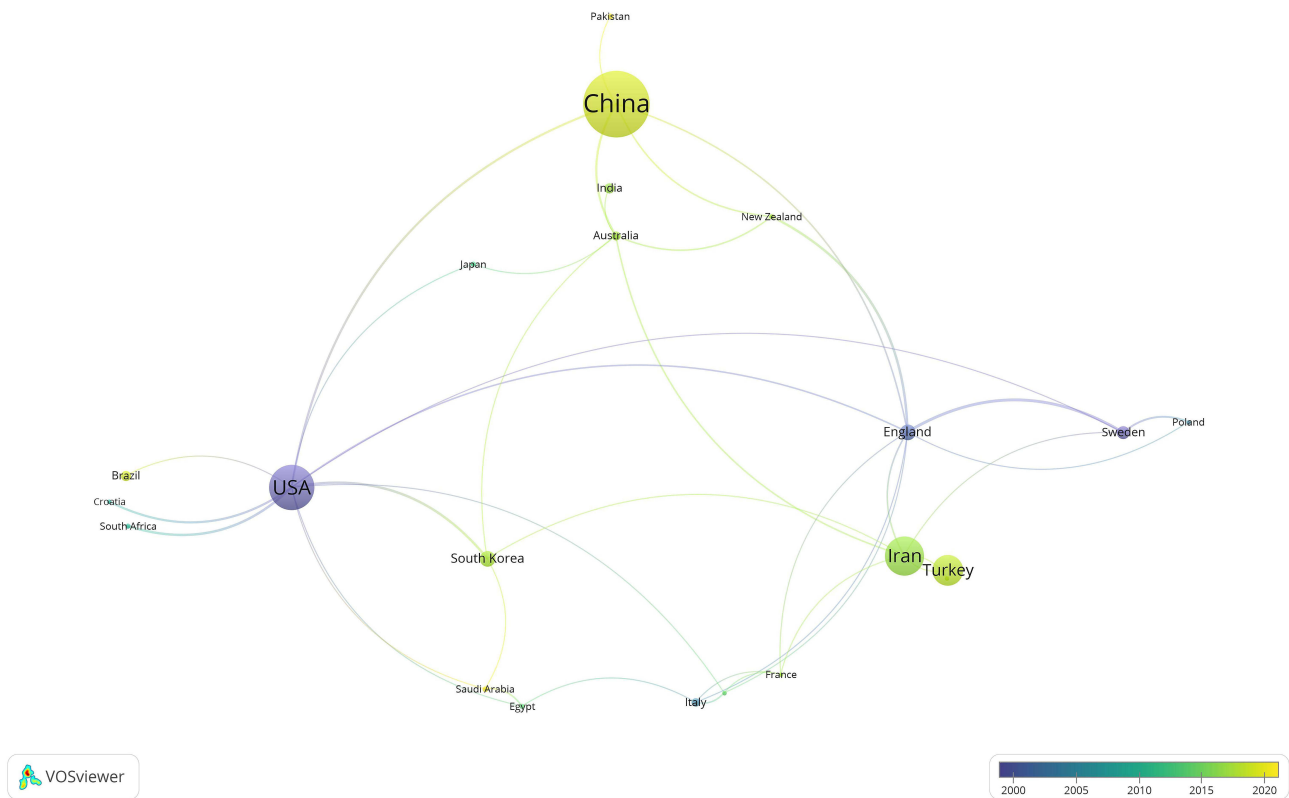 Pakistan
China
India
New Zealand
Australia
Japan
England
Sweden
Poland
Brazil
USA
Croatia
South Africa
South Korea
Iran
Turkey
France
Saudi Arabia
Italy
Egypt
VOSviewer
2000 2005 2010 2015 2020